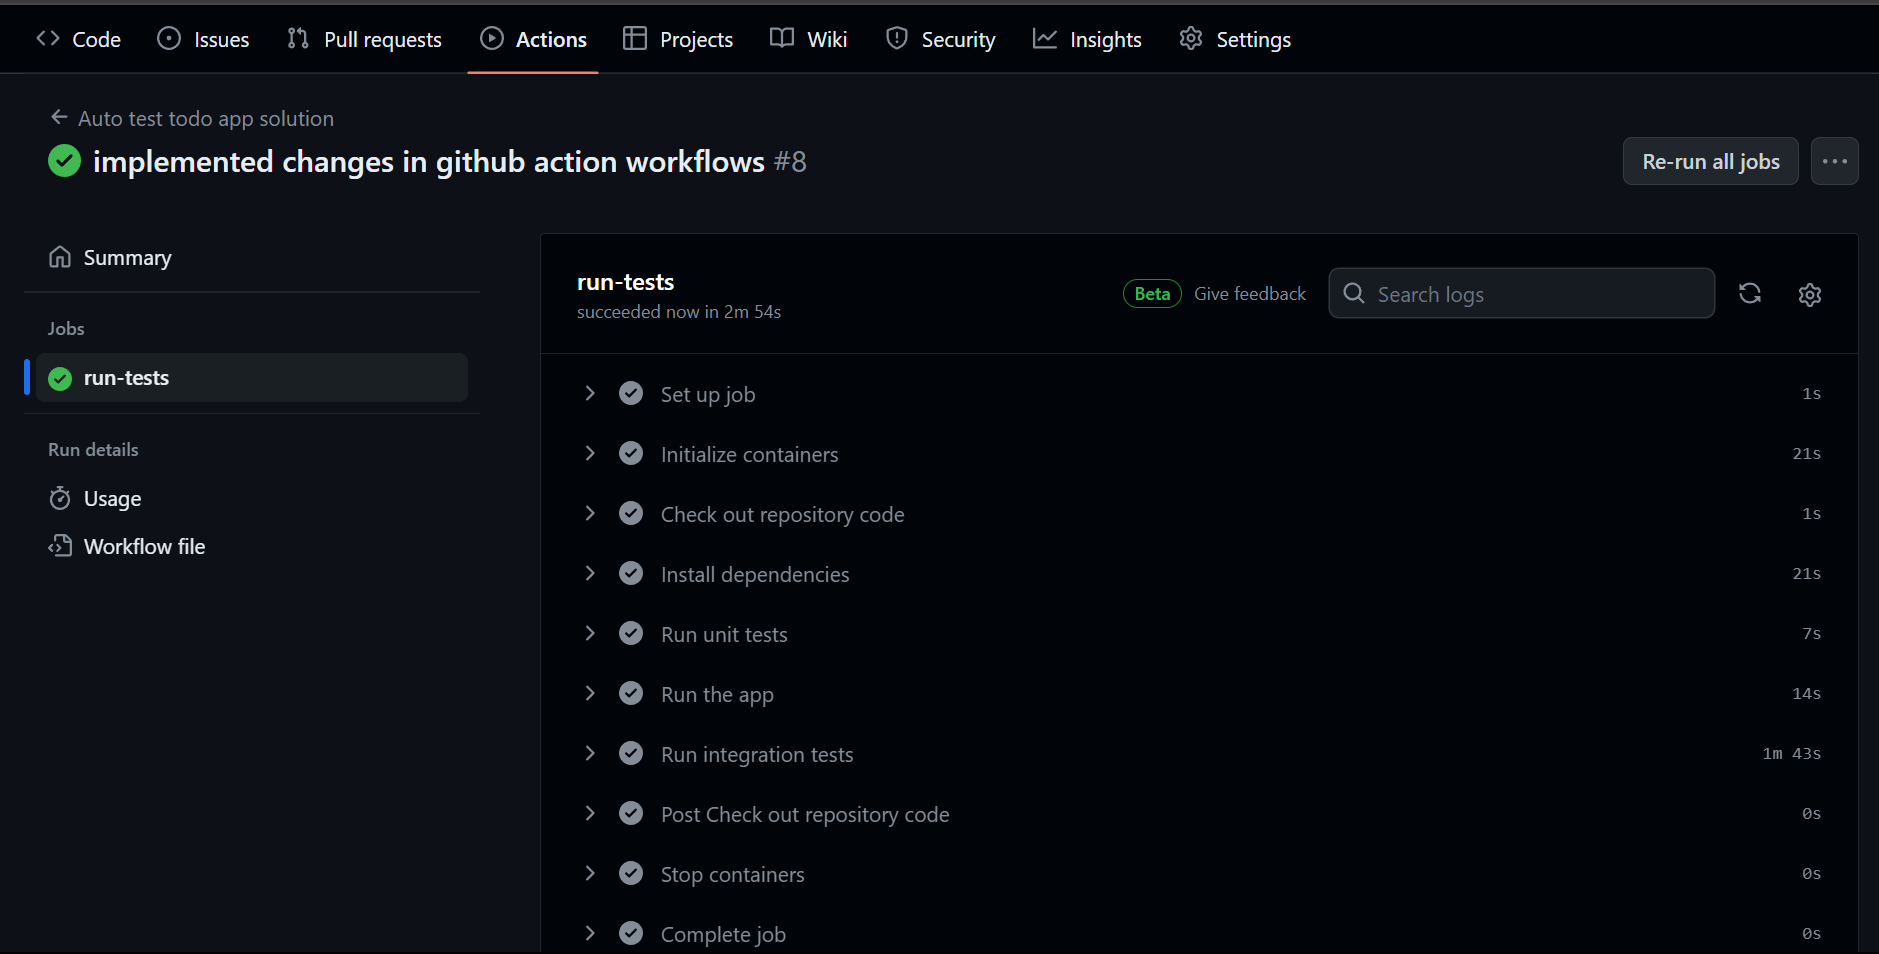 Code Issues Pull requests Actions Projects Wiki Security Insights Settings
Auto test todo app solution
implemented changes in github action workflows #8
Re-run all jobs
Summary
Jobs
run-tests
Run details
Usage
Workflow file
run-tests
succeeded now in 2m 54s
Beta Give feedback Search logs
Set up job 1s
Initialize containers 21s
Check out repository code 1s
Install dependencies 21s
Run unit tests 7s
Run the app 14s
Run integration tests 1m 43s
Post Check out repository code 0s
Stop containers 0s
Complete job 0s